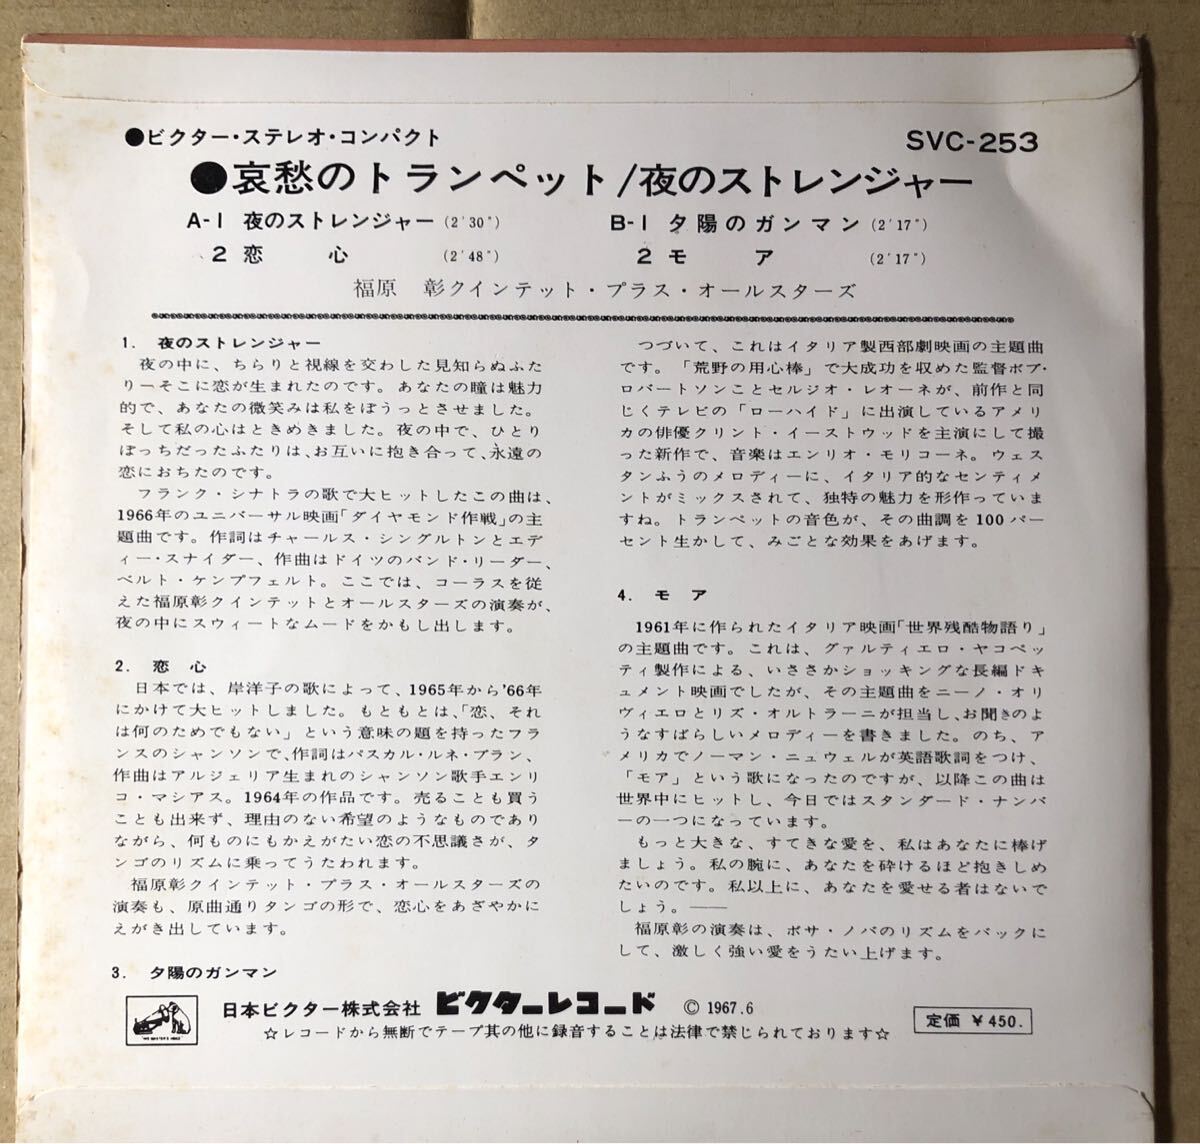 ●ビクター・ステレオ・コンパクト
SVC-253
●哀愁のトランペット/夜のストレンジャー
A-1 夜のストレンジャー(2'30")
2 恋 心 (2'48")
B-1 夕陽のガンマン(2'17")
2 モ ア (2'17")
福原 彰クインテット・プラス・オールスターズ
1. 夜のストレンジャー
夜の中に、ちらりと視線を交わした見知らぬふた
り—そこに恋が生まれたのです。あなたの瞳は魅力
的で、あなたの微笑みは私をぼうっとさせました。
そして私の心はときめきました。夜の中で、ひとり
ぼっちだったふたりは、お互いに抱き合って、永遠の
恋におちたのです。
フランク・シナトラの歌で大ヒットしたこの曲は、
1966年のユニバーサル映画「ダイヤモンド作戦」の主
題曲です。作詞はチャールス・シングルトンとエデ
ィー・スナイダー、作曲はドイツのバンド・リーダー、
ベルト・ケンプフェルト。ここでは、コーラスを従
えた福原彰クインテットとオールスターズの演奏が、
夜の中にスウィートなムードをかもし出します。
2. 恋 心
日本では、岸洋子の歌によって、1965年から'66年
にかけて大ヒットしました。もともとは、「恋、それ
は何のためでもない」という意味の題を持ったフラ
ンスのシャンソンで、作詞はパスカル・ルネ・ブラン、
作曲はアルジェリア生まれのシャンソン歌手エンリ
コ・マシアス。1964年の作品です。売ることも買う
ことも出来ず、理由のない希望のようなものであり
ながら、何ものにもかえがたい恋の不思議さが、タ
ンゴのリズムに乗ってうたわれます。
福原彰クインテット・プラス・オールスターズの
演奏も、原曲通りタンゴの形で、恋心をあざやかに
えがき出しています。
3. 夕陽のガンマン
つづいて、これはイタリア製西部劇映画の主題曲
です。「荒野の用心棒」で大成功を収めた監督ボブ・
ロバートソンことセルジオ・レオーネが、前作と同
じくテレビの「ローハイド」に出演しているアメリ
カの俳優クリント・イーストウッドを主演にして撮
った新作で、音楽はエンリオ・モリコーネ。ウェス
タンふうのメロディーに、イタリア的なセンティメ
ントがミックスされて、独特の魅力を形作っていま
すね。トランペットの音色が、その曲調を100パー
セント生かして、みごとな効果をあげます。
4. モ ア
1961年に作られたイタリア映画「世界残酷物語り」
の主題曲です。これは、グァルティエロ・ヤコペッ
ティ製作による、いささかショッキングな長編ドキ
ュメント映画でしたが、その主題曲をニーノ・オリ
ヴィエロとリズ・オルトラーニが担当し、お聞きのよ
うなすばらしいメロディーを書きました。のち、ア
メリカでノーマン・ニュウェルが英語歌詞をつけ、
「モア」という歌になったのですが、以降この曲は
世界中にヒットし、今日ではスタンダード・ナンバ
ーの一つになっています。
もっと大きな、すてきな愛を、私はあなたに捧げ
ましょう。私の腕に、あなたを砕けるほど抱きしめ
たいのです。私以上に、あなたを愛せる者はないで
しょう。——
福原彰の演奏は、ボサ・ノバのリズムをバックに
して、激しく強い愛をうたい上げます。
日本ビクター株式会社 ビクターレコード Ⓒ 1967.6
☆レコードから無断でテープ其の他に録音することは法律で禁じられております☆
定価 ¥450.
"HIS MASTER'S VOICE"